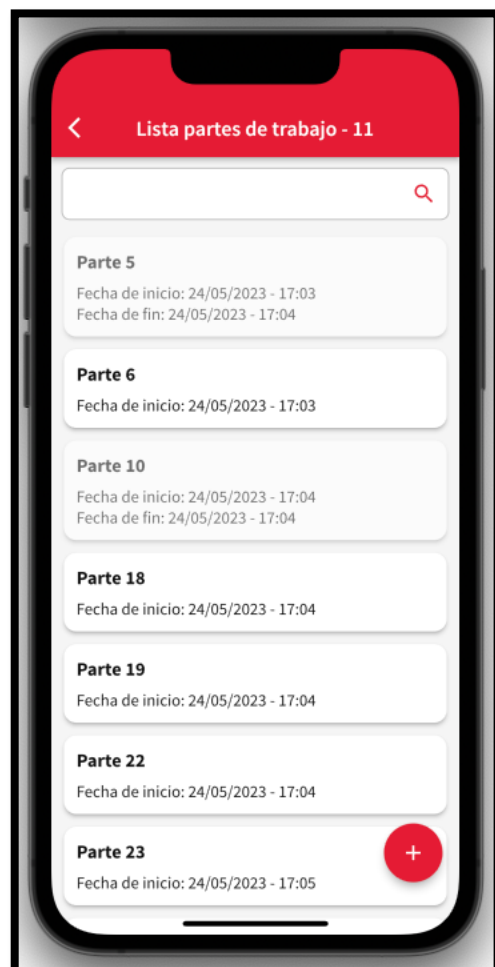 Lista partes de trabajo - 11
Parte 5
Fecha de inicio: 24/05/2023 - 17:03
Fecha de fin: 24/05/2023 - 17:04
Parte 6
Fecha de inicio: 24/05/2023 - 17:03
Parte 10
Fecha de inicio: 24/05/2023 - 17:04
Fecha de fin: 24/05/2023 - 17:04
Parte 18
Fecha de inicio: 24/05/2023 - 17:04
Parte 19
Fecha de inicio: 24/05/2023 - 17:04
Parte 22
Fecha de inicio: 24/05/2023 - 17:04
Parte 23
Fecha de inicio: 24/05/2023 - 17:05